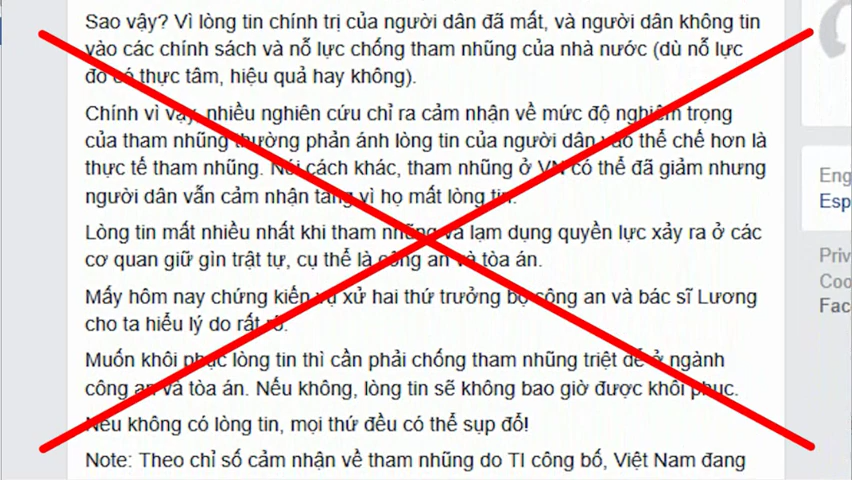 Sao vậy? Vì lòng tin chính trị của người dân đã mất, và người dân không tin
vào các chính sách và nỗ lực chống tham nhũng của nhà nước (dù nỗ lực
đó có thực tâm, hiệu quả hay không).
Chính vì vậy, nhiều nghiên cứu chỉ ra cảm nhận về mức độ nghiêm trọng
của tham nhũng thường phản ánh lòng tin của người dân vào thể chế hơn là
thực tế tham nhũng. Nói cách khác, tham nhũng ở VN có thể đã giảm nhưng
người dân vẫn cảm nhận tăng vì họ mất lòng tin.
Lòng tin mất nhiều nhất khi tham nhũng và lạm dụng quyền lực xảy ra ở các
cơ quan giữ gìn trật tự, cụ thể là công an và tòa án.
Mấy hôm nay chứng kiến vụ xử hai thứ trưởng bộ công an và bác sĩ Lương
cho ta hiểu lý do rất rõ.
Muốn khôi phục lòng tin thì cần phải chống tham nhũng triệt để ở ngành
công an và tòa án. Nếu không, lòng tin sẽ không bao giờ được khôi phục.
Nếu không có lòng tin, mọi thứ đều có thể sụp đổ!
Note: Theo chỉ số cảm nhận về tham nhũng do TI công bố, Việt Nam đang
Eng
Esp
Priv
Coo
Fac